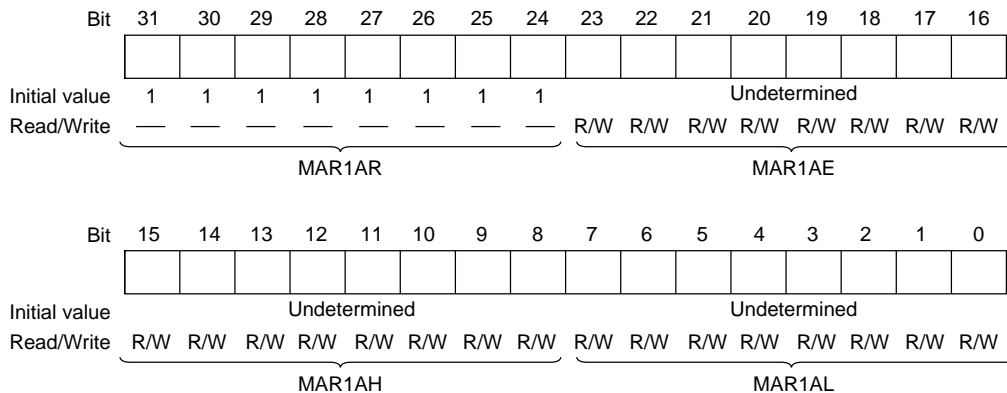 Bit 31 30 29 28 27 26 25 24 23 22 21 20 19 18 17 16
Initial value 1 1 1 1 1 1 1 1 Undetermined
Read/Write — — — — — — — — R/W R/W R/W R/W R/W R/W R/W R/W
MAR1AR MAR1AE
Bit 15 14 13 12 11 10 9 8 7 6 5 4 3 2 1 0
Initial value Undetermined Undetermined
Read/Write R/W R/W R/W R/W R/W R/W R/W R/W R/W R/W R/W R/W R/W R/W R/W R/W
MAR1AH MAR1AL